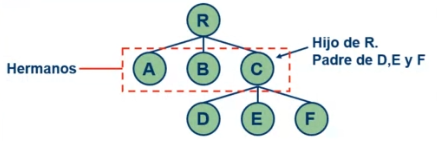 R
Hijo de R.
Padre de D,E y F
Hermanos
A B C
D E F